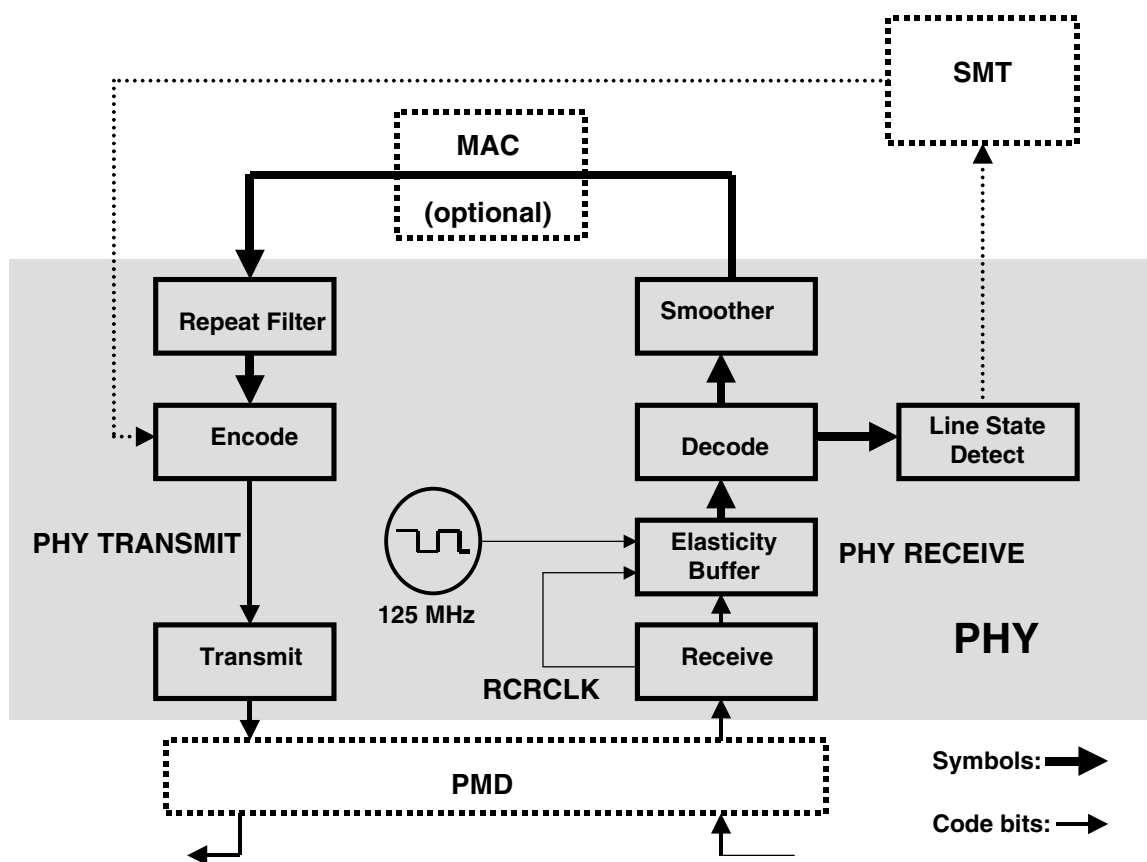 SMT
MAC
(optional)
Repeat Filter
Smoother
Encode
Decode
Line State
Detect
PHY TRANSMIT
Elasticity
Buffer
PHY RECEIVE
125 MHz
Transmit
Receive
PHY
RCRCLK
PMD
Symbols:
Code bits: